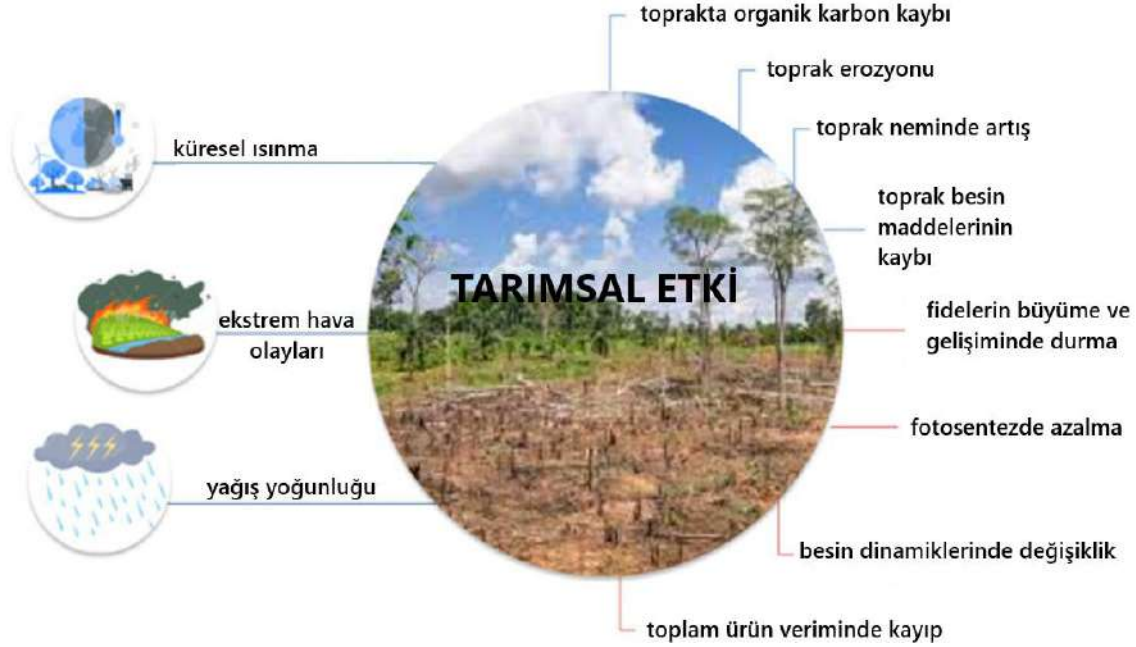 toprakta organik karbon kaybı
toprak erozyonu
toprak neminde artış
toprak besin
maddelerinin
kaybı
fidelerin büyüme ve
gelişiminde durma
fotosentezde azalma
besin dinamiklerinde değişiklik
toplam ürün veriminde kayıp
küresel ısınma
ekstrem hava
olayları
yağış yoğunluğu
TARIMSAL ETKİ